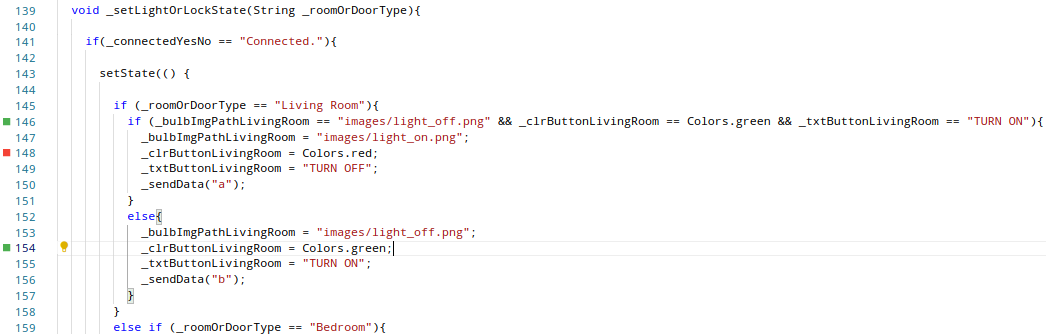 139 void _setLightOrLockState(String _roomOrDoorType){
140
141 if(_connectedYesNo == "Connected."){
142
143 setState(() {
144
145 if (_roomOrDoorType == "Living Room"){
146 if (_bulbImgPathLivingRoom == "images/light_off.png" && _clrButtonLivingRoom == Colors.green && _txtButtonLivingRoom == "TURN ON"){
147 _bulbImgPathLivingRoom = "images/light_on.png";
148 _clrButtonLivingRoom = Colors.red;
149 _txtButtonLivingRoom = "TURN OFF";
150 _sendData("a");
151 }
152 else{
153 _bulbImgPathLivingRoom = "images/light_off.png";
154 _clrButtonLivingRoom = Colors.green;
155 _txtButtonLivingRoom = "TURN ON";
156 _sendData("b");
157 }
158 }
159 else if (_roomOrDoorType == "Bedroom"){